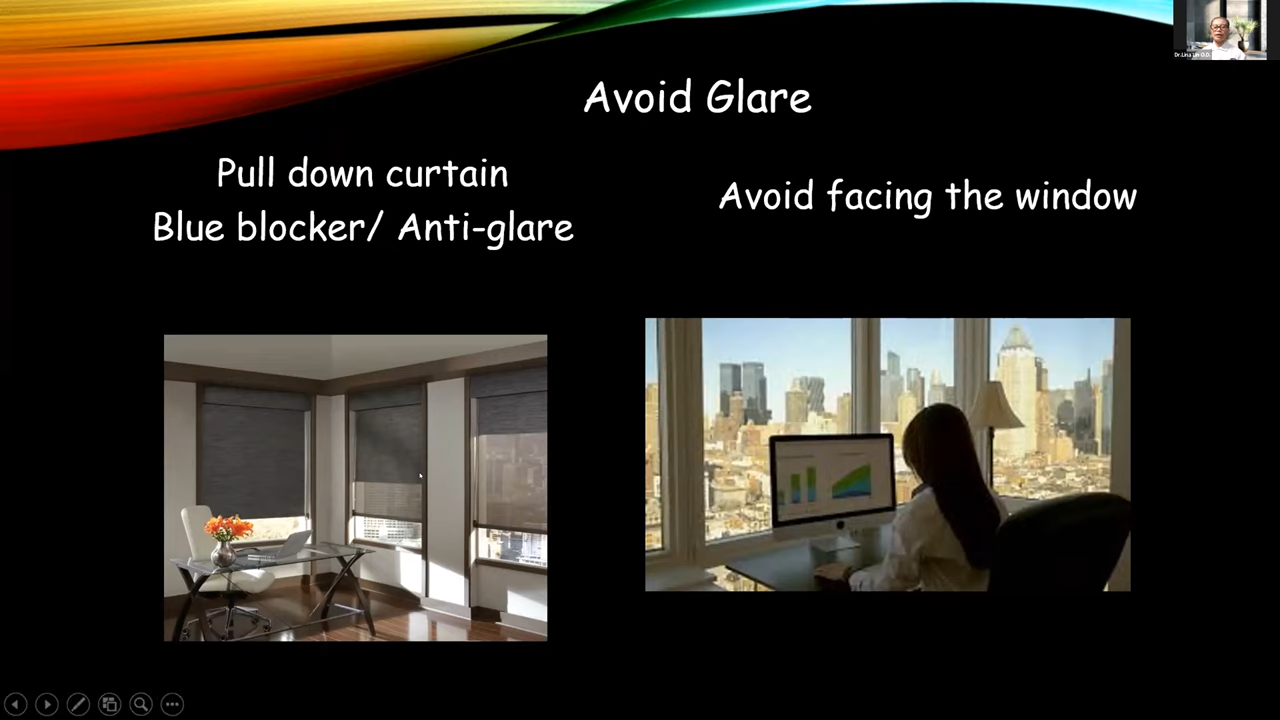 Avoid Glare
Pull down curtain
Blue blocker/ Anti-glare
Avoid facing the window